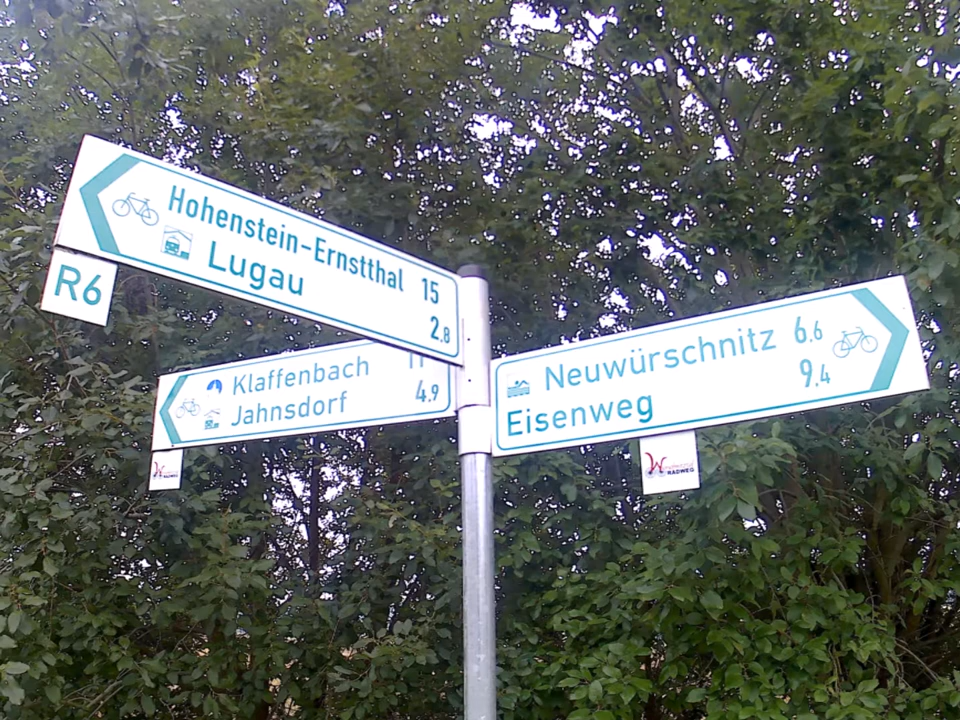 Hohenstein-Ernstthal 15
Lugau 2.8
R6
Klaffenbach 11
Jahnsdorf 4.9
Neuwürschnitz 6.6
Eisenweg 9.4
RADWEG
RADWEG